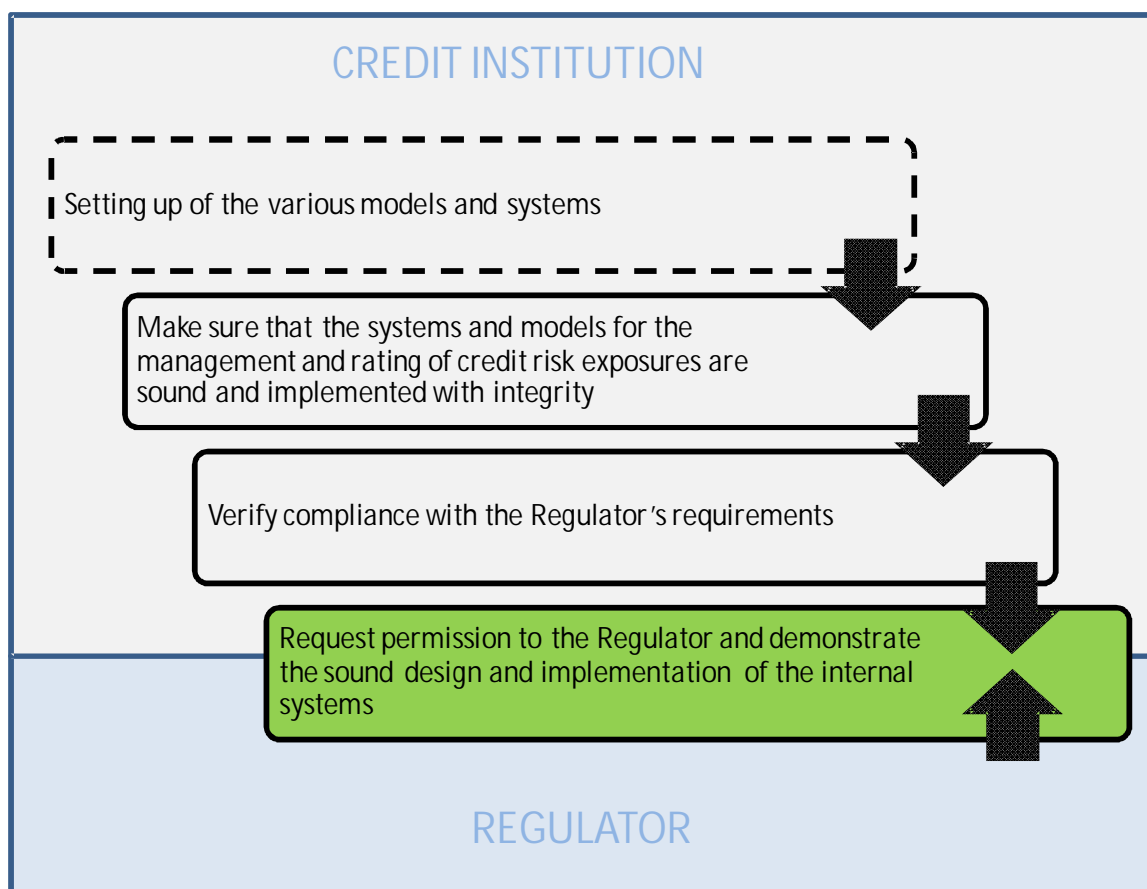 CREDIT INSTITUTION
Setting up of the various models and systems
Make sure that the systems and models for the
management and rating of credit risk exposures are
sound and implemented with integrity
Verify compliance with the Regulator’s requirements
Request permission to the Regulator and demonstrate
the sound design and implementation of the internal
systems
REGULATOR